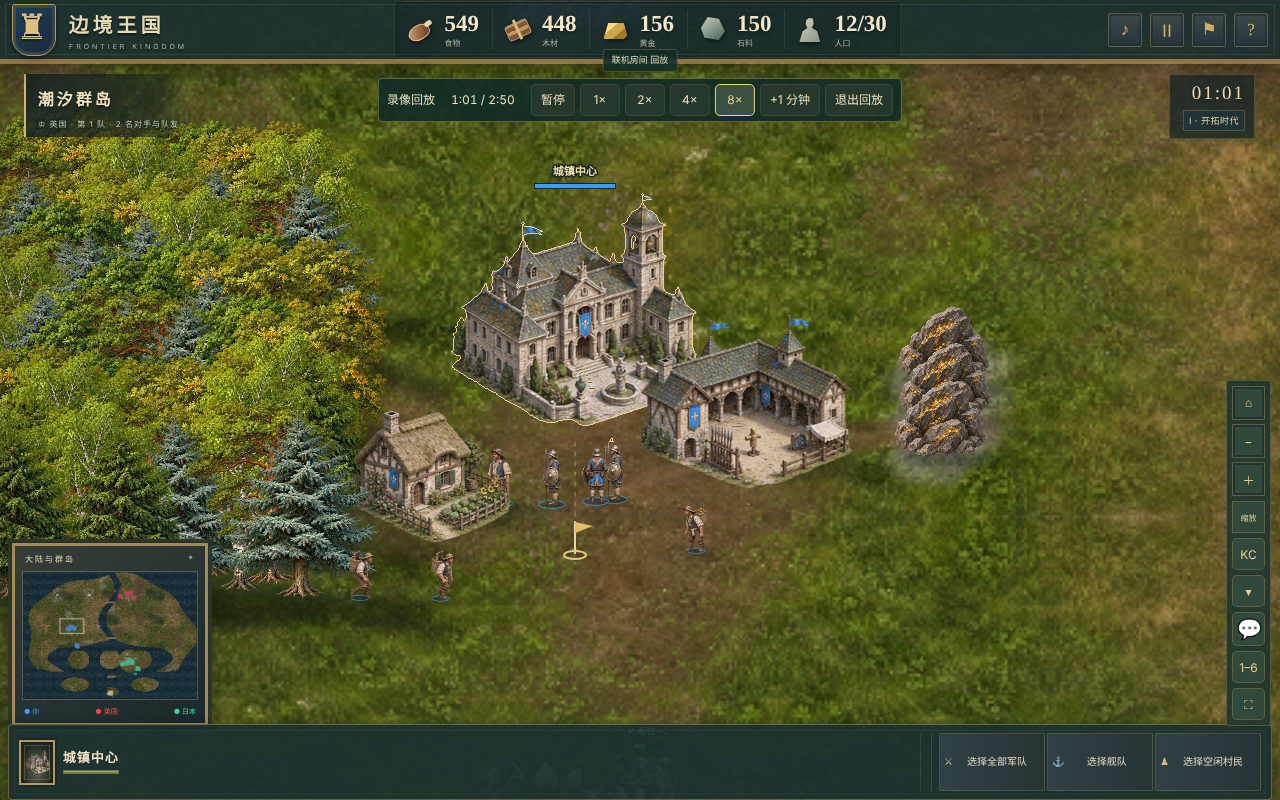 边境王国
FRONTIER KINGDOM
549
食物
448
木材
156
黄金
150
石料
12/30
人口
♪
?
联机房间 回放
潮汐群岛
英国 · 第 1 队 · 2 名对手与队友
录像回放 1:01 / 2:50 暂停 1× 2× 4× 8× +1 分钟 退出回放
01:01
I · 开拓时代
城镇中心
−
+
缩放
KC
1–6
大陆与群岛
你 英国 日本
城镇中心
选择全部军队
选择舰队
选择空闲村民